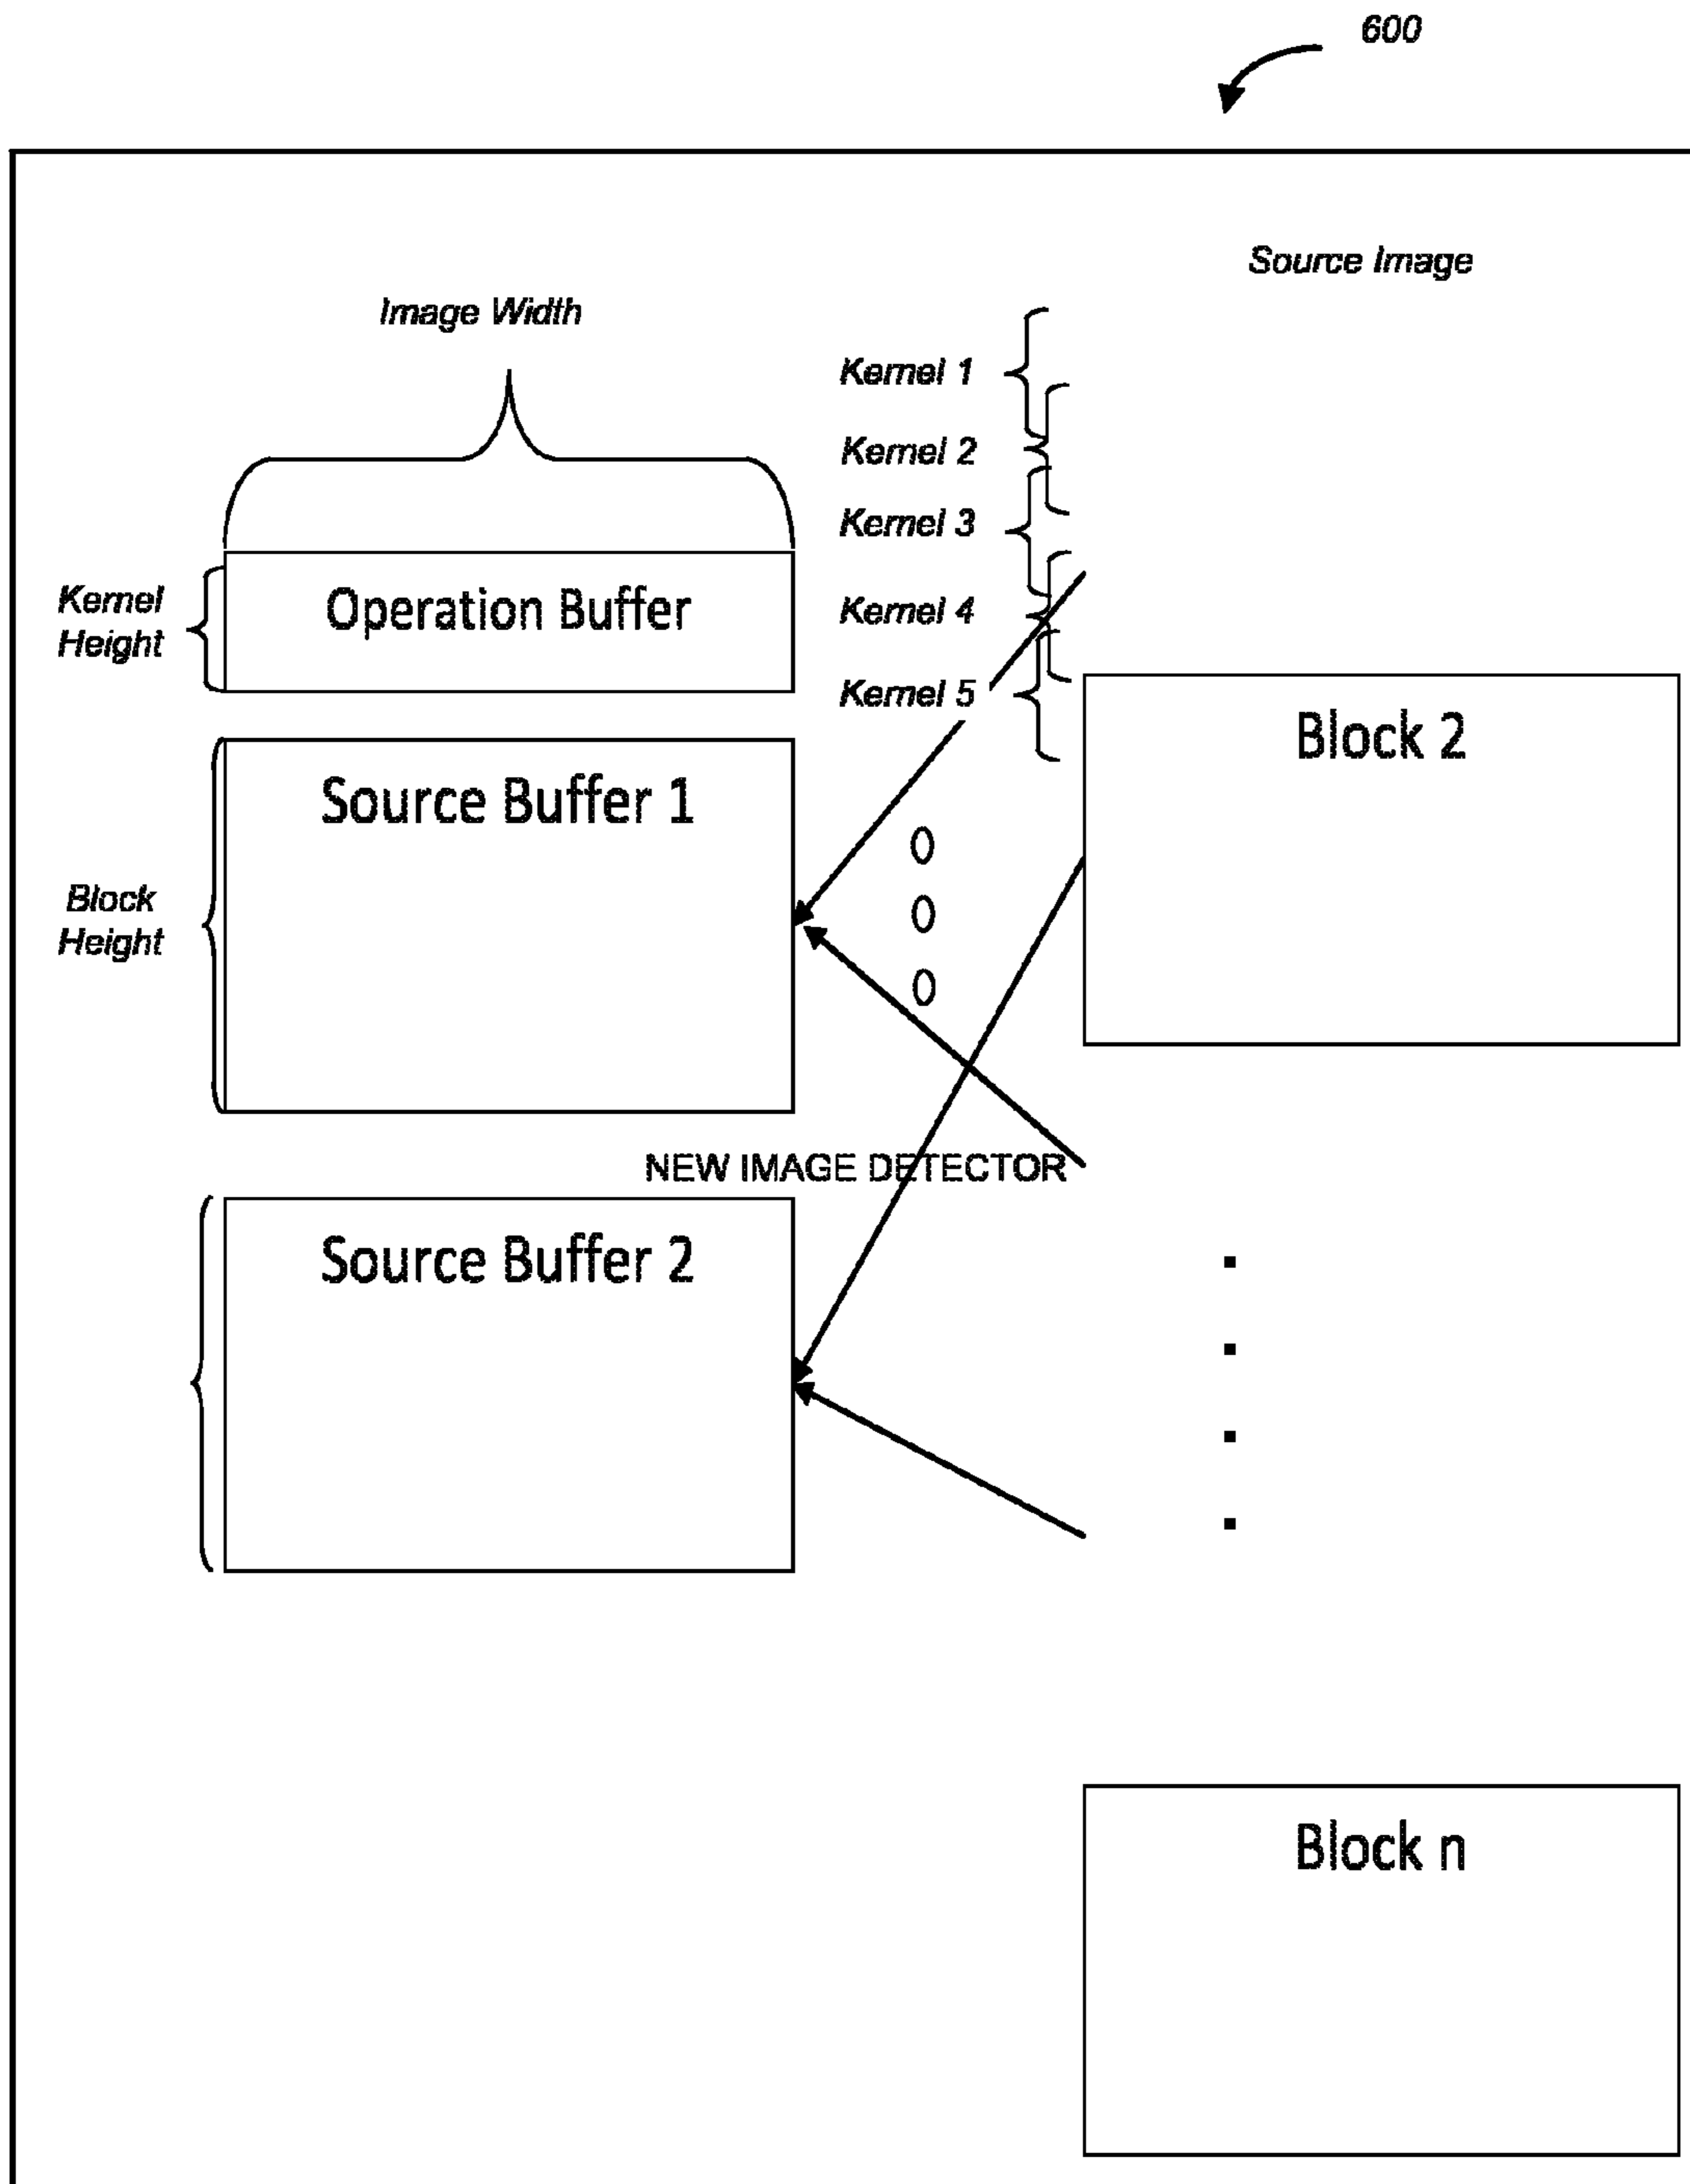 600
Source Image
Image Width
Kernel 1
Kernel 2
Kernel 3
Kernel 4
Kernel 5
Kernel
Height
Operation Buffer
Block 2
Source Buffer 1
Block
Height
0
0
0
NEW IMAGE DETECTOR
Source Buffer 2
Block n